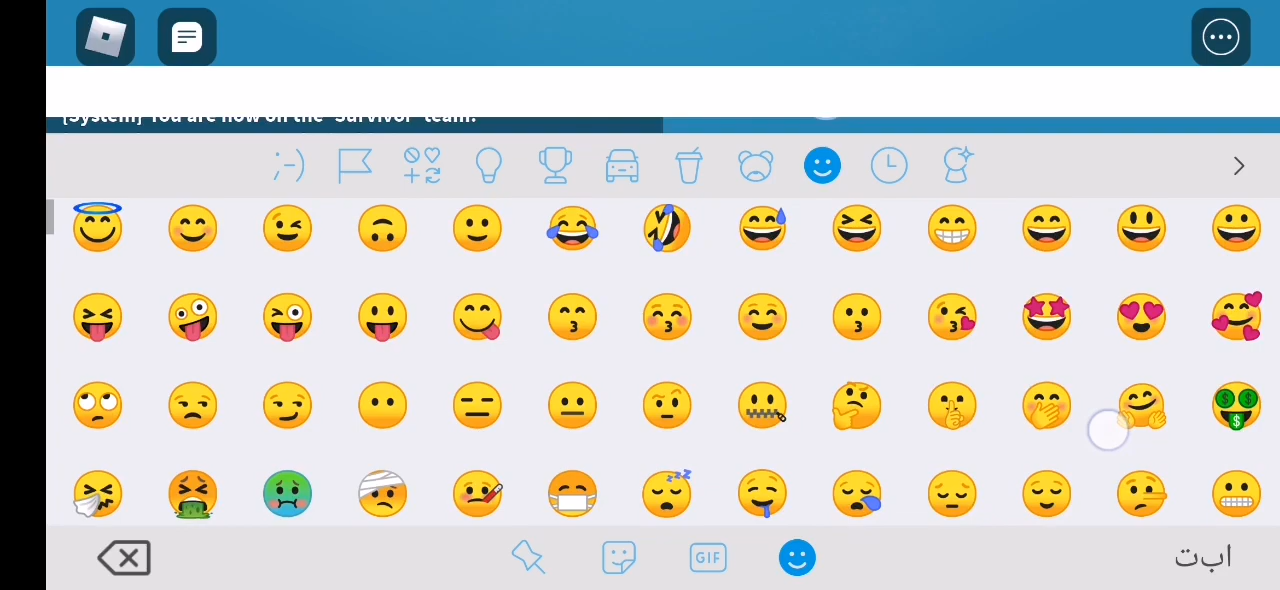 [System] You are now on the 'Survivor' team.
;-)
GIF
ابت